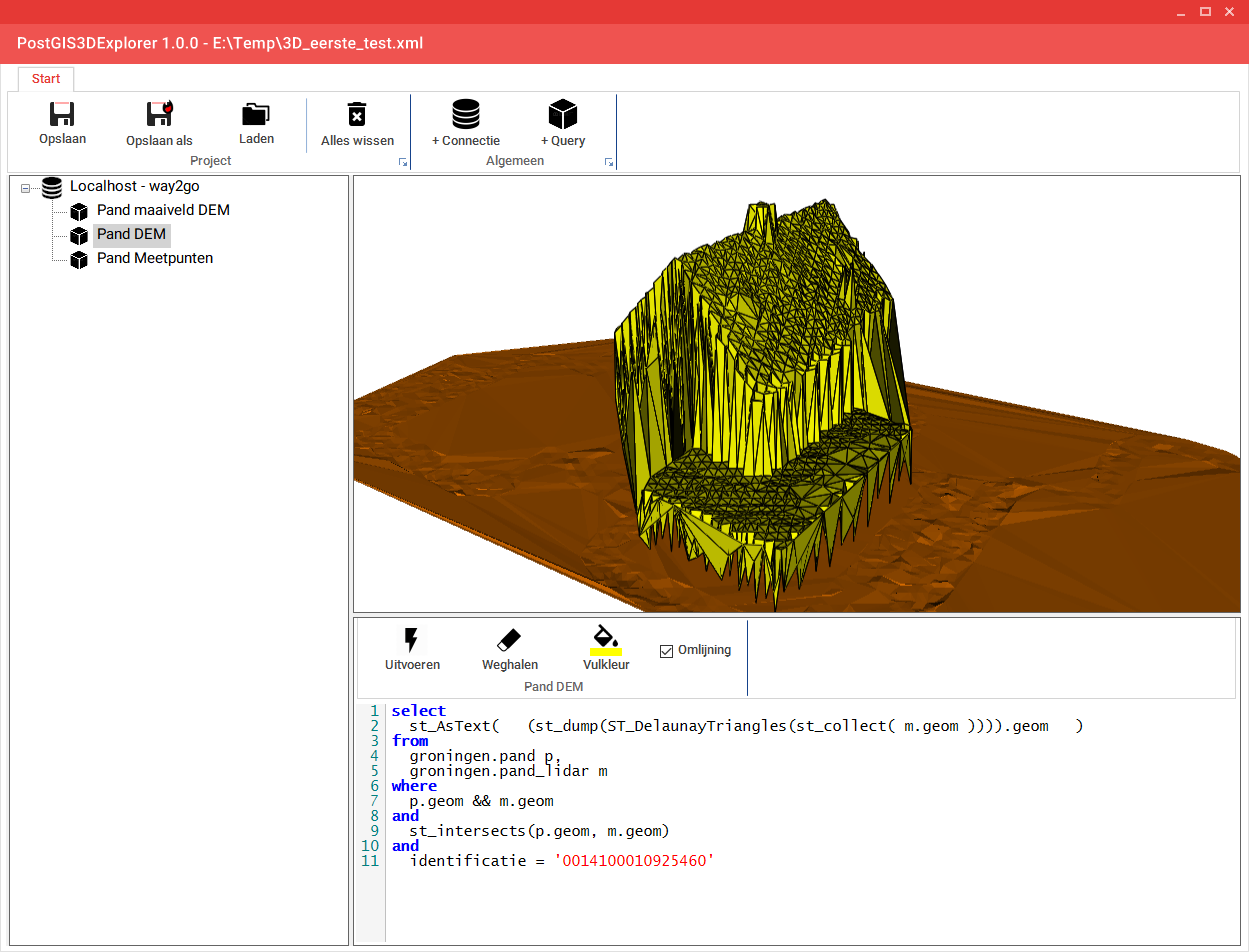 PostGIS3DExplorer 1.0.0 - E:\Temp\3D_eerste_test.xml
Start
Opslaan
Opslaan als
Laden
Alles wissen
+ Connectie
+ Query
Project
Algemeen
Localhost - way2go
Pand maaiveld DEM
Pand DEM
Pand Meetpunten
Uitvoeren
Weghalen
Vulkleur
Omlijning
Pand DEM
1 select
2   st_AsText(   (st_dump(ST_DelaunayTriangles(st_collect( m.geom )))).geom   )
3 from
4   groningen.pand p,
5   groningen.pand_lidar m
6 where
7   p.geom && m.geom
8 and
9   st_intersects(p.geom, m.geom)
10 and
11   identificatie = '0014100010925460'